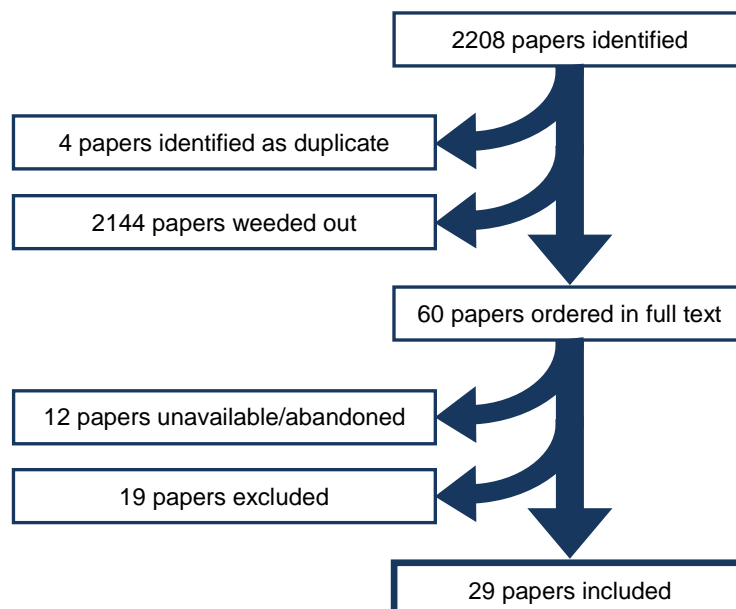 2208 papers identified
4 papers identified as duplicate
2144 papers weeded out
60 papers ordered in full text
12 papers unavailable/abandoned
19 papers excluded
29 papers included